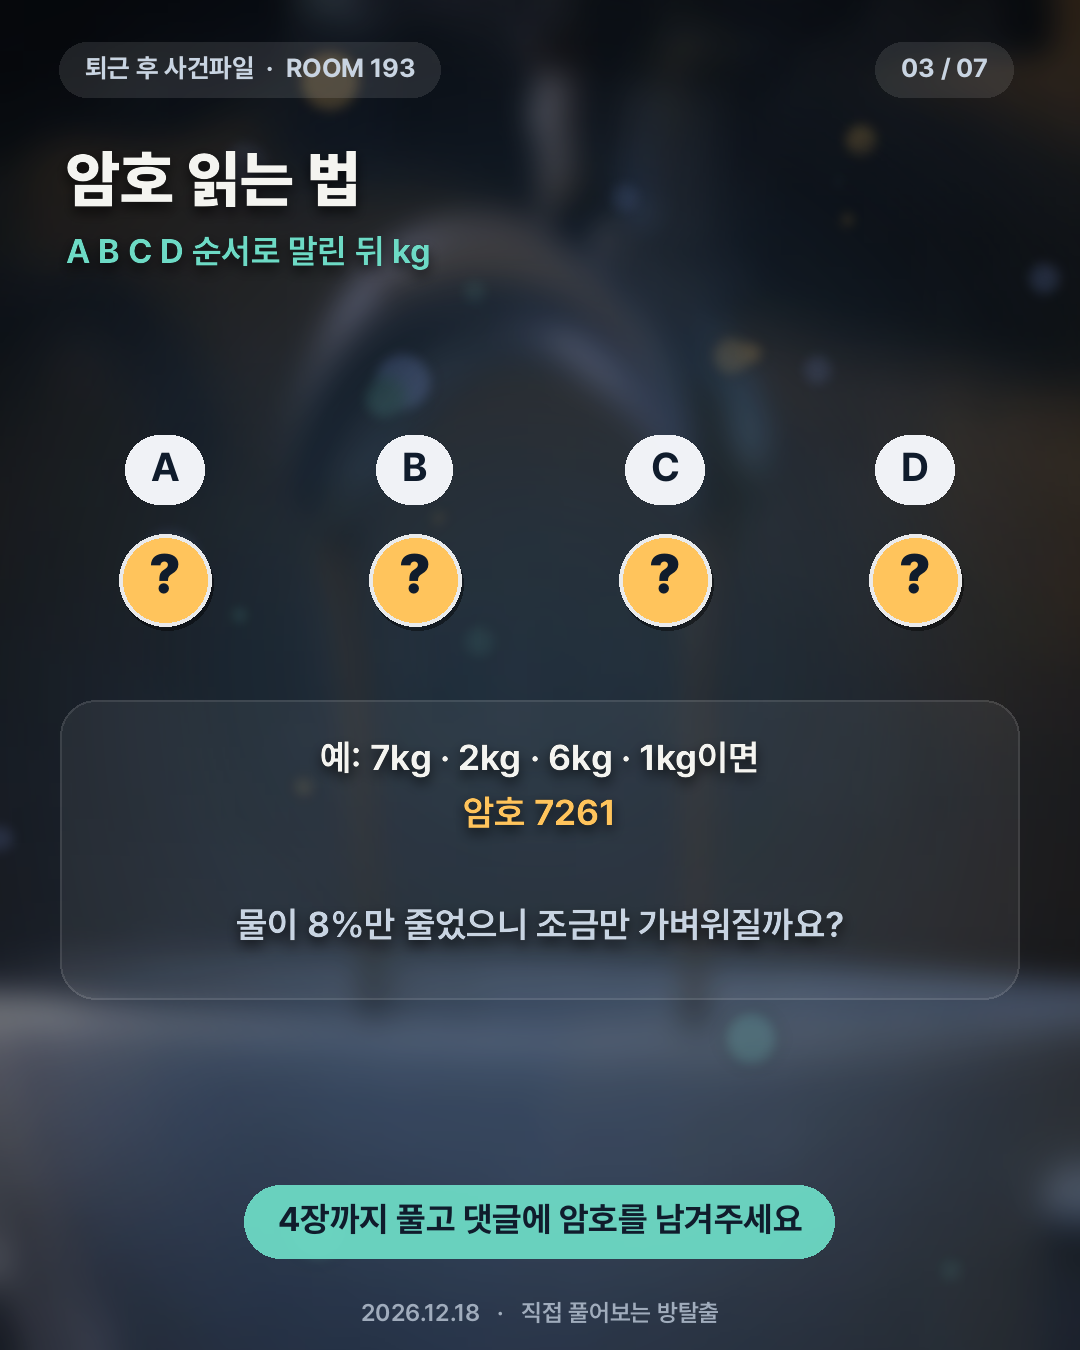 퇴근 후 사건파일 · ROOM 193
03 / 07
암호 읽는 법
A B C D 순서로 말린 뒤 kg
A B C D
? ? ? ?
예: 7kg · 2kg · 6kg · 1kg이면
암호 7261
물이 8%만 줄었으니 조금만 가벼워질까요?
4장까지 풀고 댓글에 암호를 남겨주세요
2026.12.18 · 직접 풀어보는 방탈출